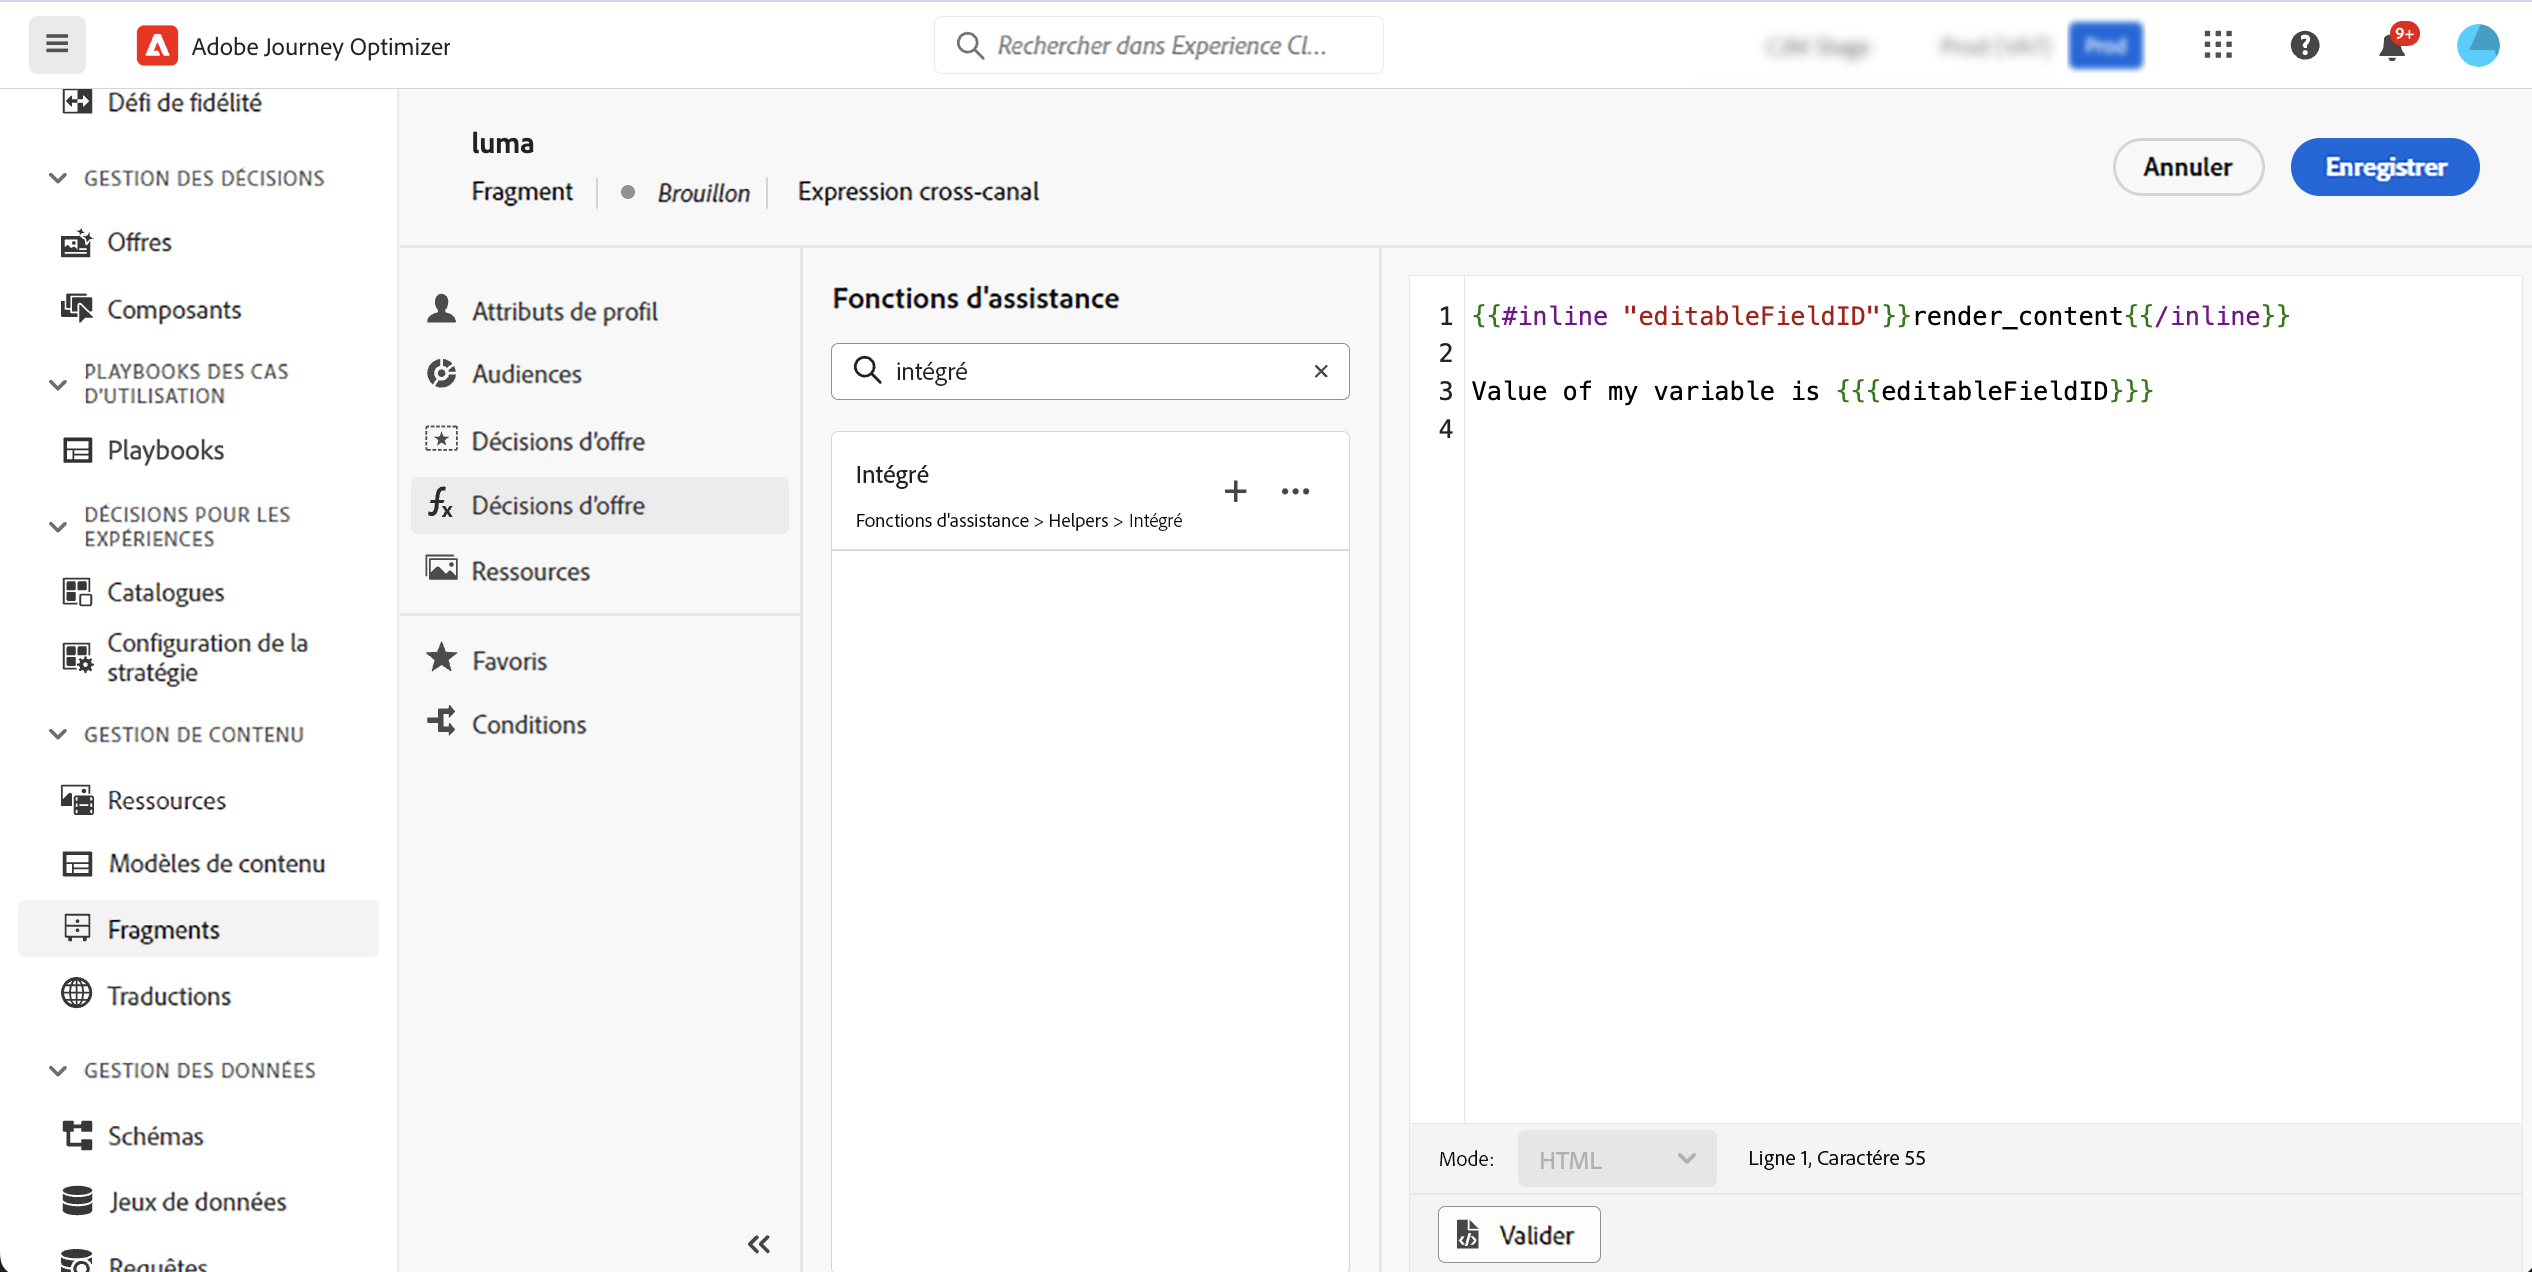 Adobe Journey Optimizer
Rechercher dans Experience Cl...
Prod
9+
Défi de fidélité
GESTION DES DÉCISIONS
Offres
Composants
PLAYBOOKS DES CAS
D'UTILISATION
Playbooks
DÉCISIONS POUR LES
EXPÉRIENCES
Catalogues
Configuration de la
stratégie
GESTION DE CONTENU
Ressources
Modèles de contenu
Fragments
Traductions
GESTION DES DONNÉES
Schémas
Jeux de données
Requêtes
luma
Fragment
Brouillon
Expression cross-canal
Annuler
Enregistrer
Attributs de profil
Audiences
Décisions d'offre
Décisions d'offre
Ressources
Favoris
Conditions
Fonctions d'assistance
intégré
Intégré
Fonctions d'assistance > Helpers > Intégré
1 {{#inline "editableFieldID"}}render_content{{/inline}}
2
3 Value of my variable is {{{editableFieldID}}}
4
Mode: HTML Ligne 1, Caractére 55
Valider